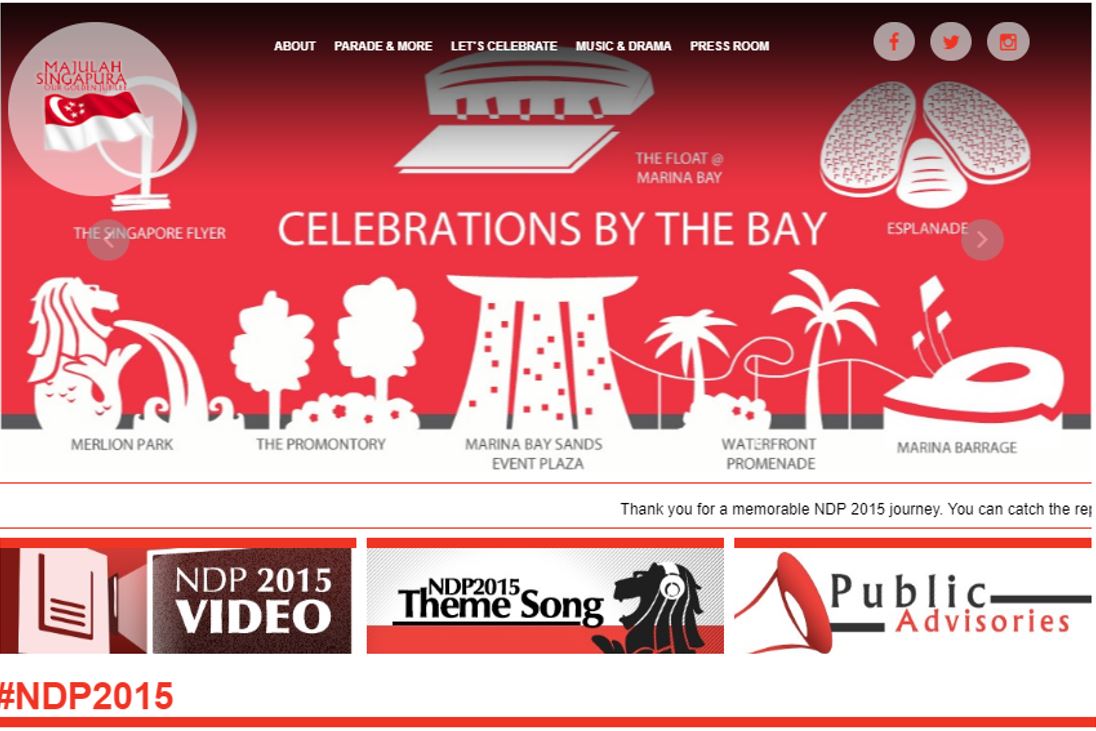 ABOUT PARADE & MORE LET'S CELEBRATE MUSIC & DRAMA PRESS ROOM
MAJULAH
SINGAPURA
OUR GOLDEN JUBILEE
THE FLOAT @
MARINA BAY
THE SINGAPORE FLYER
CELEBRATIONS BY THE BAY
ESPLANADE
MERLION PARK
THE PROMONTORY
MARINA BAY SANDS
EVENT PLAZA
WATERFRONT
PROMENADE
MARINA BARRAGE
Thank you for a memorable NDP 2015 journey. You can catch the
NDP 2015
VIDEO
NDP2015
Theme Song
Public
Advisories
#NDP2015